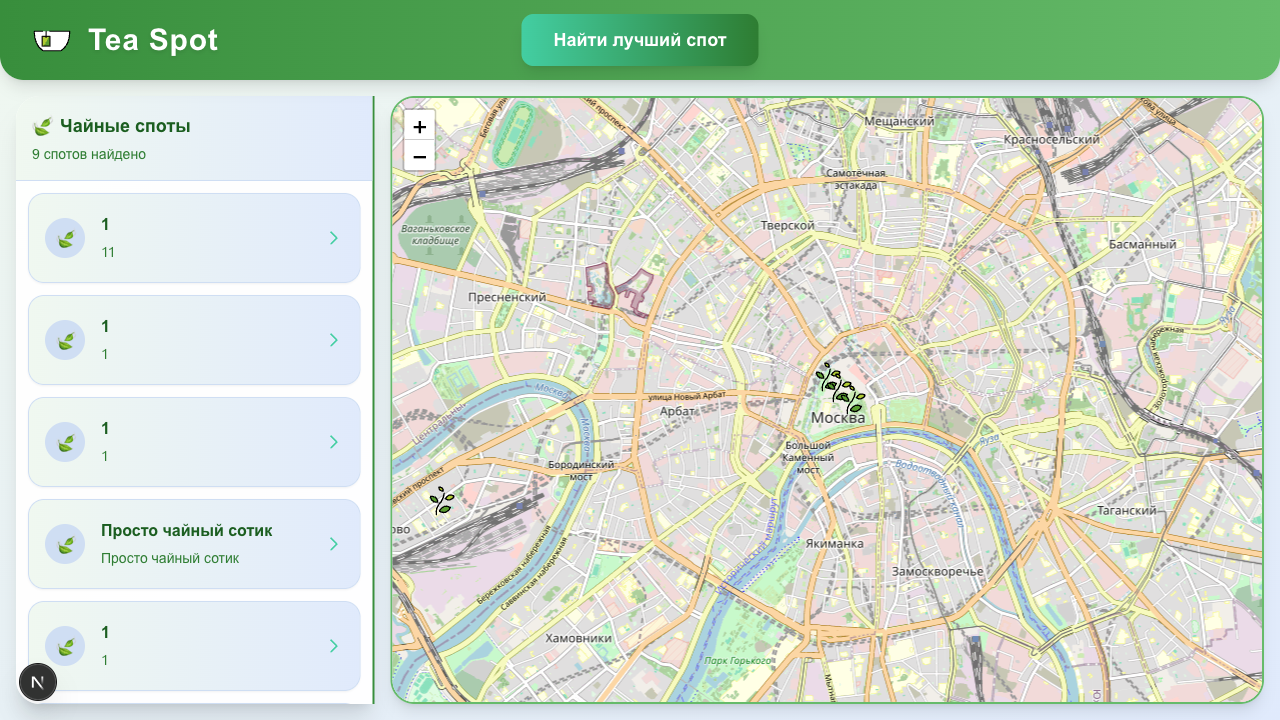 Tea Spot
Найти лучший спот
Чайные споты
9 спотов найдено
1
11
1
1
1
1
Просто чайный сотик
Просто чайный сотик
1
1
N
+
−
Мещанский
Красносельский
Самотёчная
эстакада
Тверской
Ваганьковское
кладбище
Басманный
Пресненский
улица Новый Арбат
Арбат
Москва
Большой
Каменный
мост
Бородинский
мост
Яуза
Водоотводный канал
Таганский
Якиманка
Замоскворечье
Бережковская набережная
Саввинская набережная
Хамовники
Парк Горького